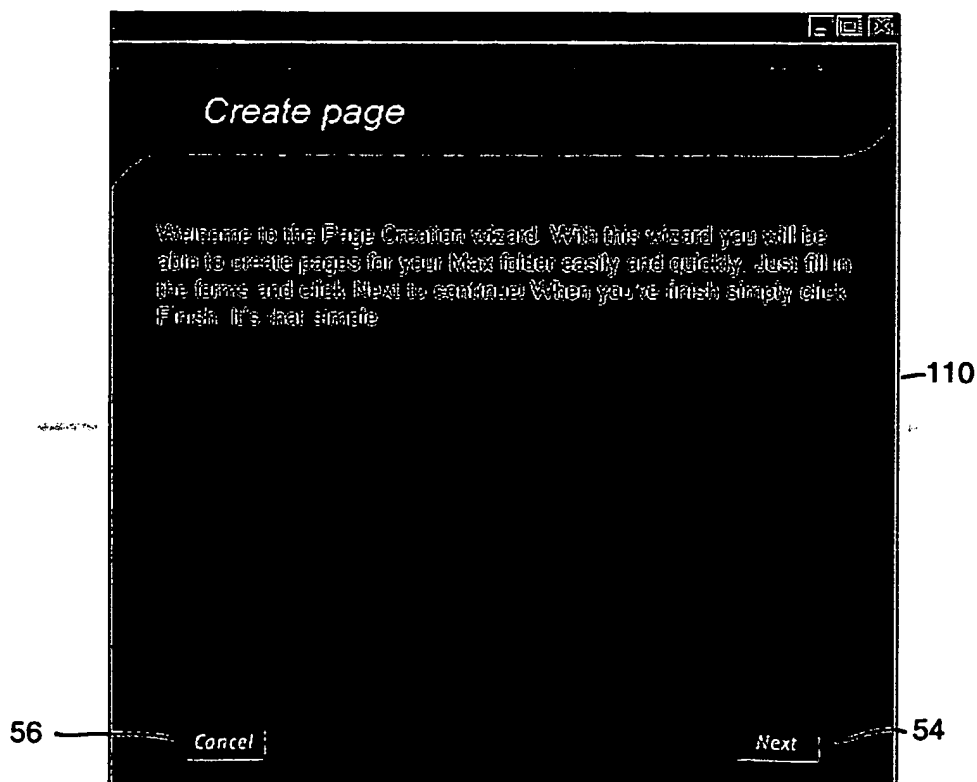 Create page
Welcome to the Page Creation wizard. With this wizard you will be
able to create pages for your Max folder easily and quickly. Just fill in
the forms and click Next to continue! When you've finish simply click
Finish. It's that simple
110
56
Cancel
Next
54